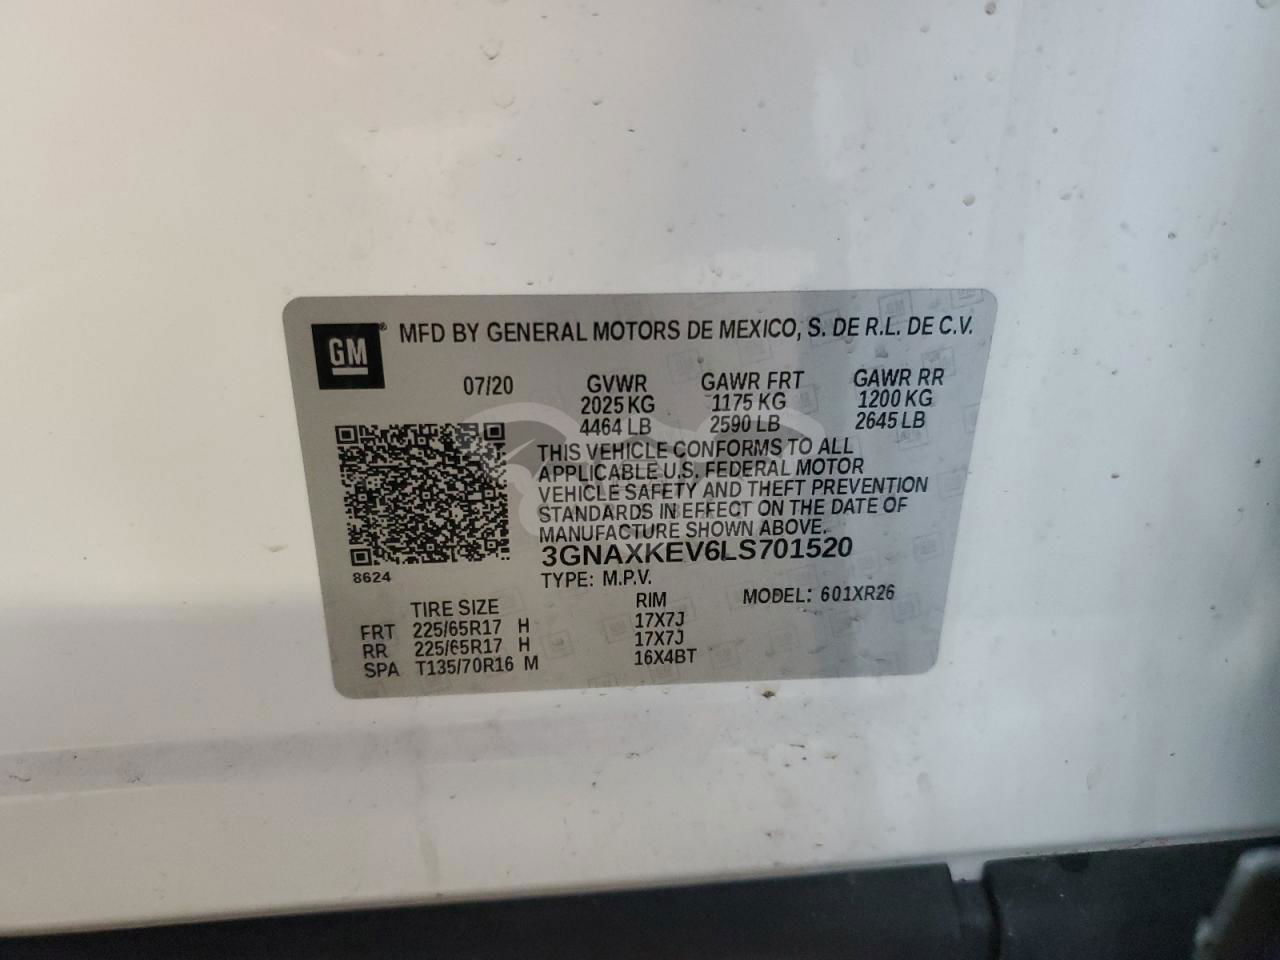 GM ® MFD BY GENERAL MOTORS DE MEXICO, S. DE R.L. DE C.V.
07/20 GVWR GAWR FRT GAWR RR
2025 KG 1175 KG 1200 KG
4464 LB 2590 LB 2645 LB
THIS VEHICLE CONFORMS TO ALL
APPLICABLE U.S. FEDERAL MOTOR
VEHICLE SAFETY AND THEFT PREVENTION
STANDARDS IN EFFECT ON THE DATE OF
MANUFACTURE SHOWN ABOVE.
3GNAXKEV6LS701520
8624 TYPE: M.P.V.
TIRE SIZE RIM MODEL: 601XR26
FRT 225/65R17 H 17X7J
RR 225/65R17 H 17X7J
SPA T135/70R16 M 16X4BT